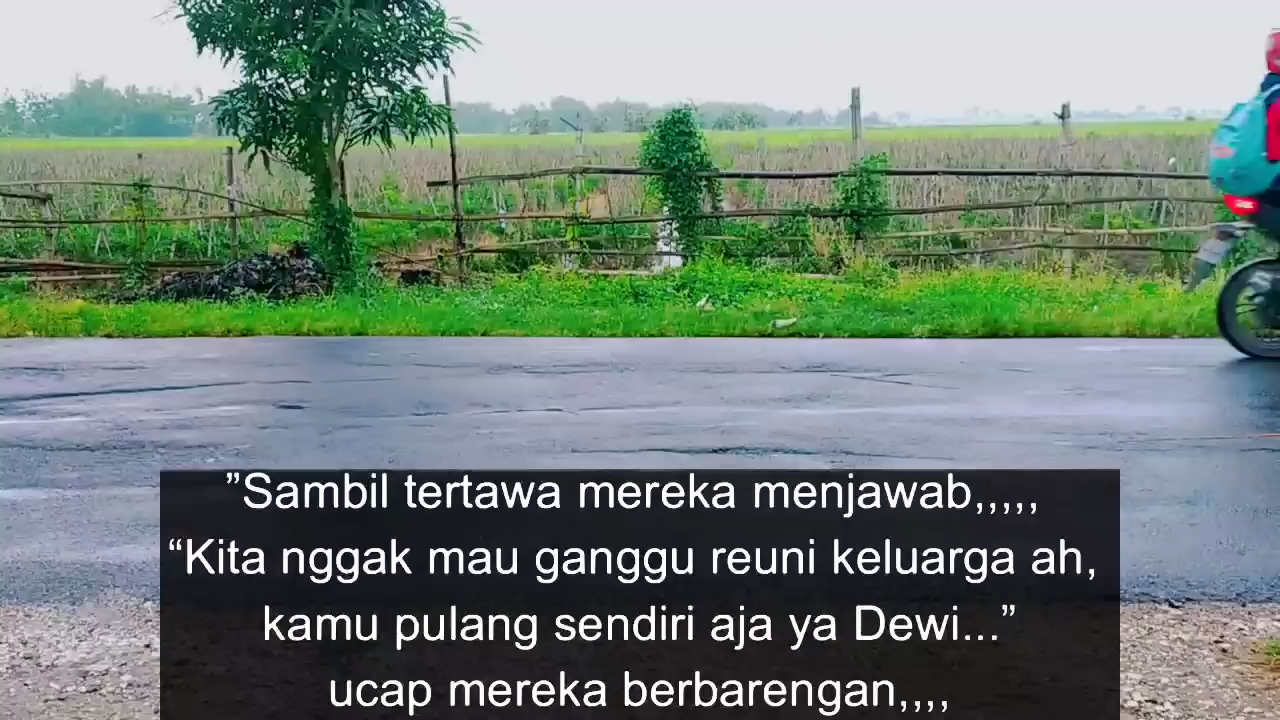 ”Sambil tertawa mereka menjawab,,,,,
“Kita nggak mau ganggu reuni keluarga ah,
kamu pulang sendiri aja ya Dewi...”
ucap mereka berbarengan,,,,